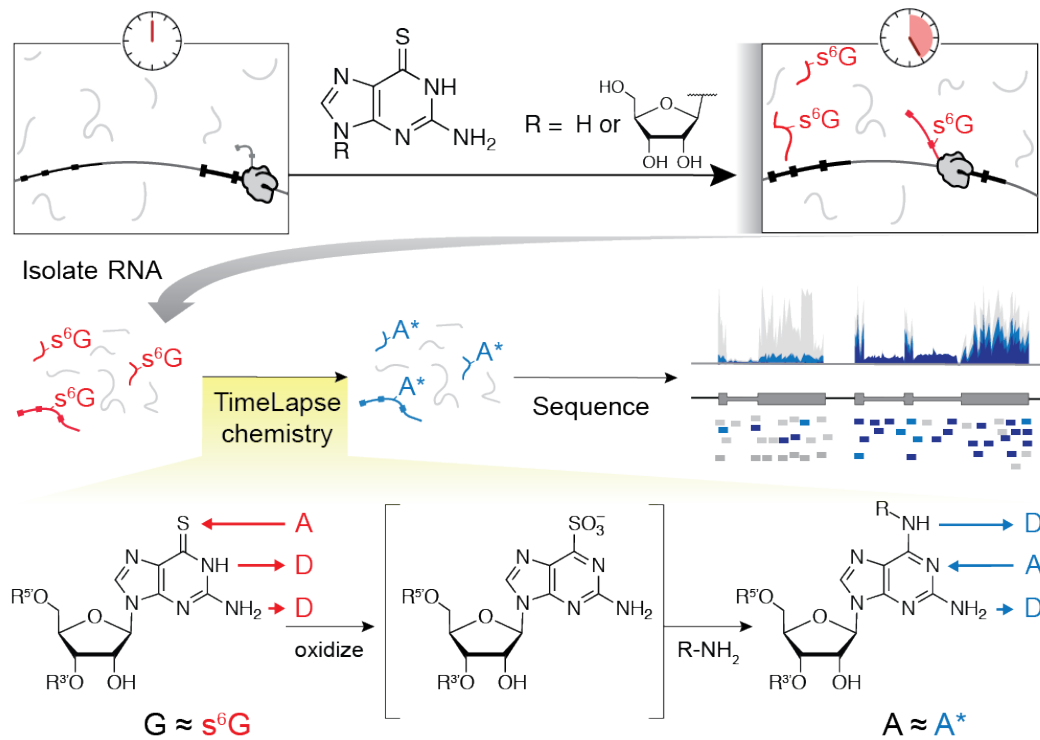 S
N
NH
N
N
R
NH₂
R = H or
HO
O
OH OH
s⁶G
s⁶G
s⁶G
Isolate RNA
s⁶G
s⁶G
s⁶G
TimeLapse
chemistry
A*
A*
A*
Sequence
S
A
N
NH
D
N
N
NH₂
D
R⁵'O
O
R³'O
OH
oxidize
SO₃⁻
N
N
N
N
NH₂
R⁵'O
O
R³'O
OH
R-NH₂
R
NH
D
N
N
A
N
N
NH₂
D
R⁵'O
O
R³'O
OH
G ≈ s⁶G
A ≈ A*